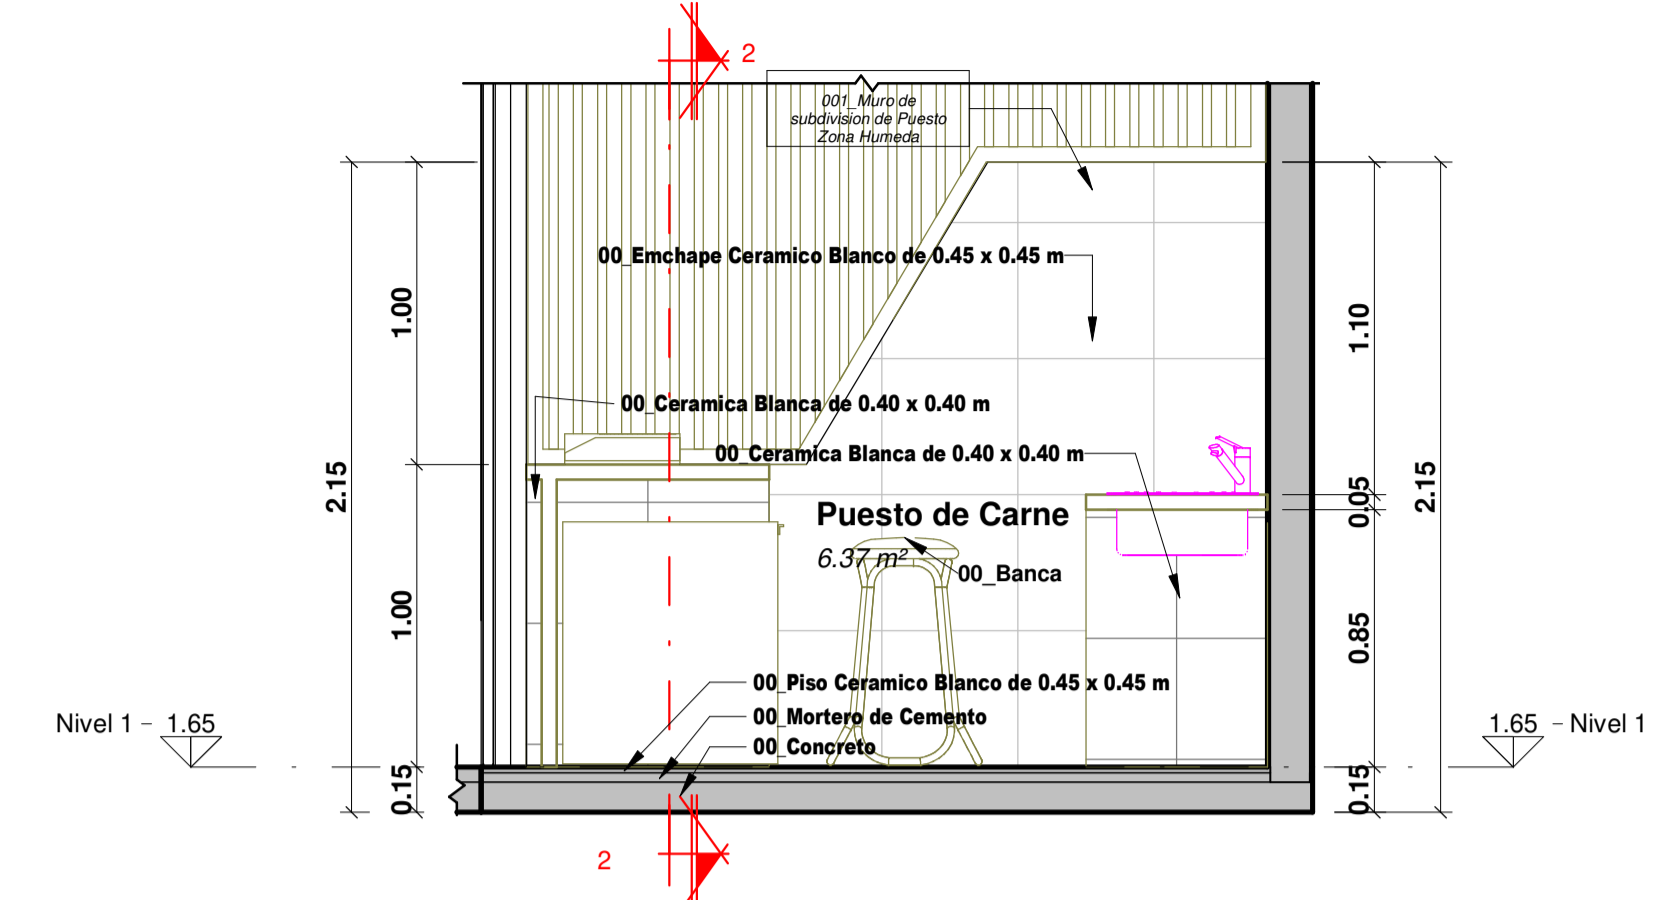 2
001_Muro de
subdivision de Puesto
Zona Humeda
00_Emchape Ceramico Blanco de 0.45 x 0.45 m
1.00
1.10
00_Ceramica Blanca de 0.40 x 0.40 m
00_Ceramica Blanca de 0.40 x 0.40 m
2.15
0.05
2.15
Puesto de Carne
6.37 m²
00_Banca
1.00
0.85
00_Piso Ceramico Blanco de 0.45 x 0.45 m
00_Mortero de Cemento
00_Concreto
Nivel 1 - 1.65
1.65 - Nivel 1
0.15
0.15
2